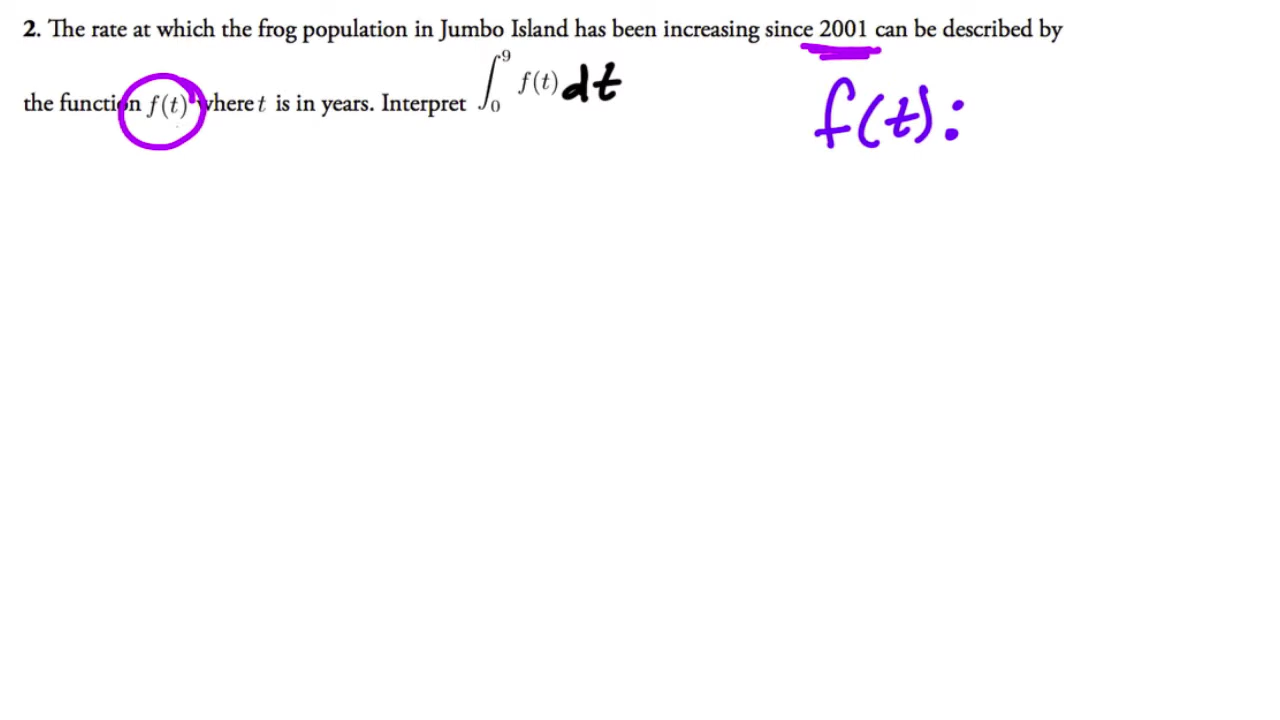 2. The rate at which the frog population in Jumbo Island has been increasing since 2001 can be described by
the function f(t) where t is in years. Interpret ∫₀⁹ f(t) dt
f(t):